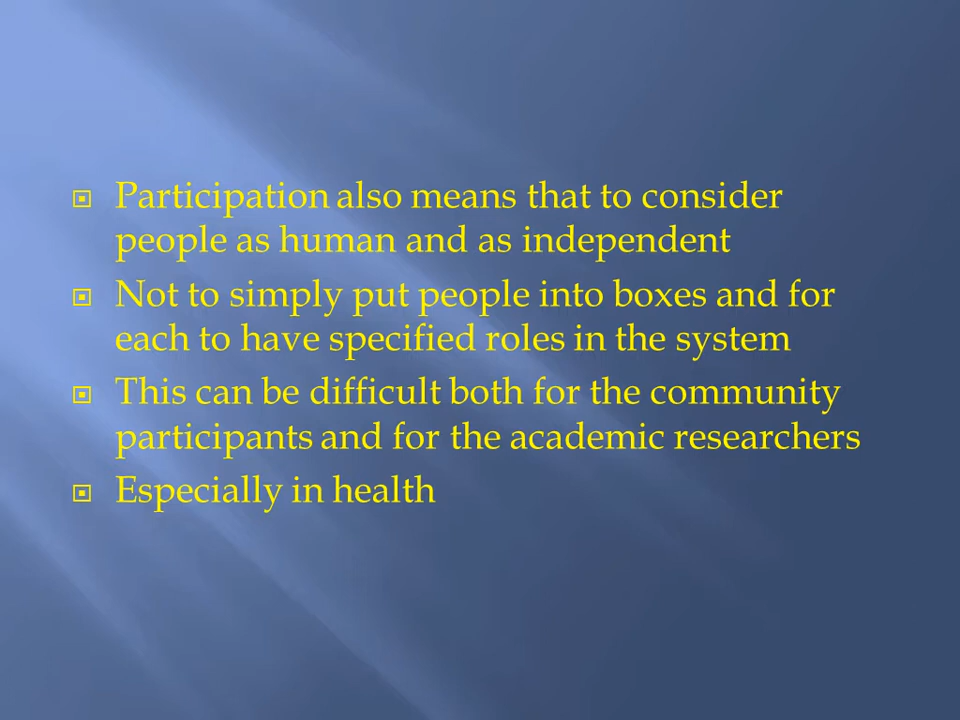 Participation also means that to consider
people as human and as independent
Not to simply put people into boxes and for
each to have specified roles in the system
This can be difficult both for the community
participants and for the academic researchers
Especially in health